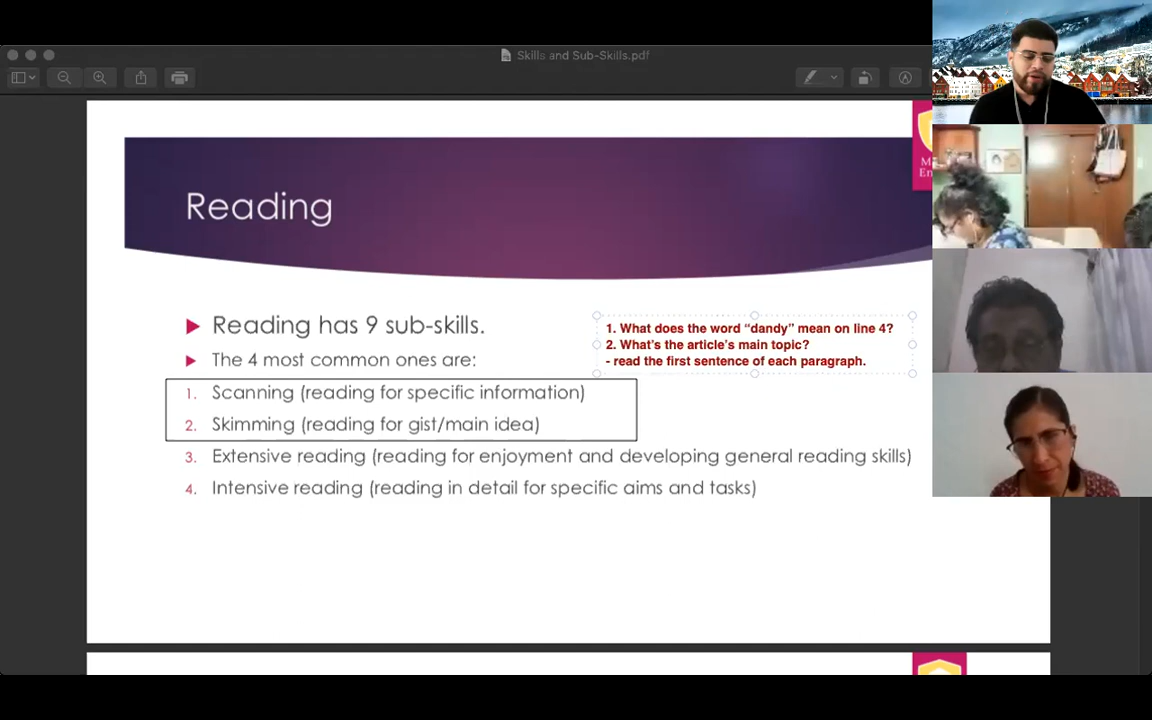 Skills and Sub-Skills.pdf
Reading
Reading has 9 sub-skills.
The 4 most common ones are:
1. Scanning (reading for specific information)
2. Skimming (reading for gist/main idea)
3. Extensive reading (reading for enjoyment and developing general reading skills)
4. Intensive reading (reading in detail for specific aims and tasks)
1. What does the word “dandy” mean on line 4?
2. What’s the article’s main topic?
- read the first sentence of each paragraph.